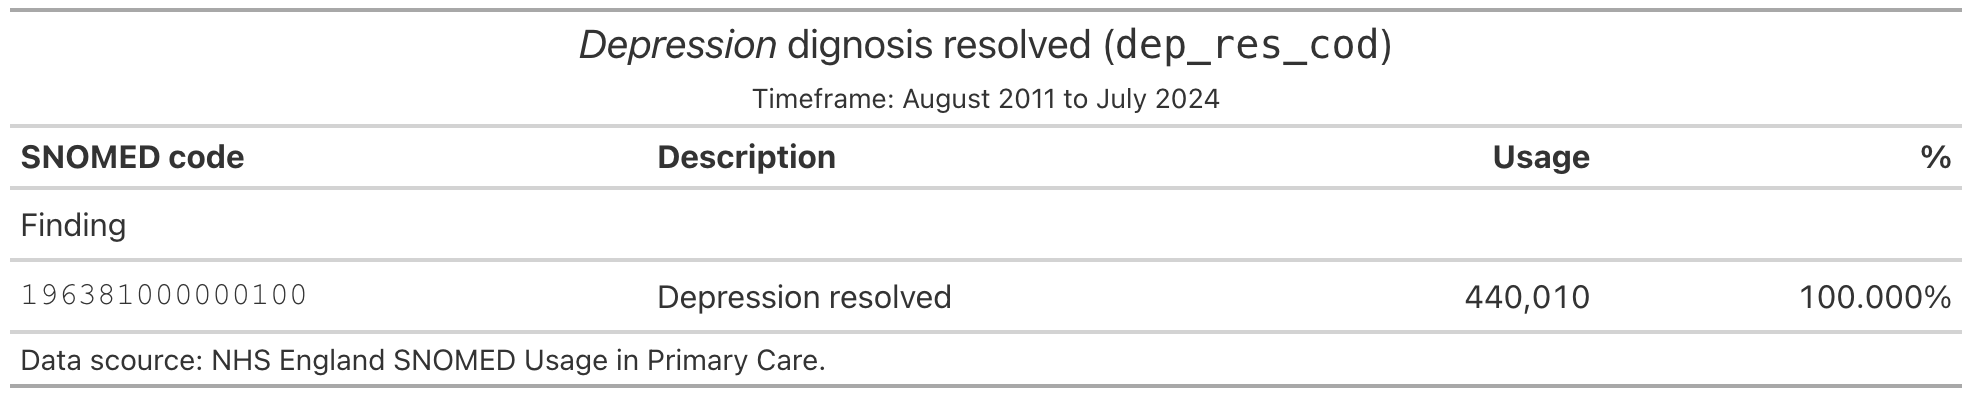 Depression dignosis resolved (dep_res_cod)
Timeframe: August 2011 to July 2024
SNOMED code Description Usage %
Finding
196381000000100 Depression resolved 440,010 100.000%
Data scource: NHS England SNOMED Usage in Primary Care.